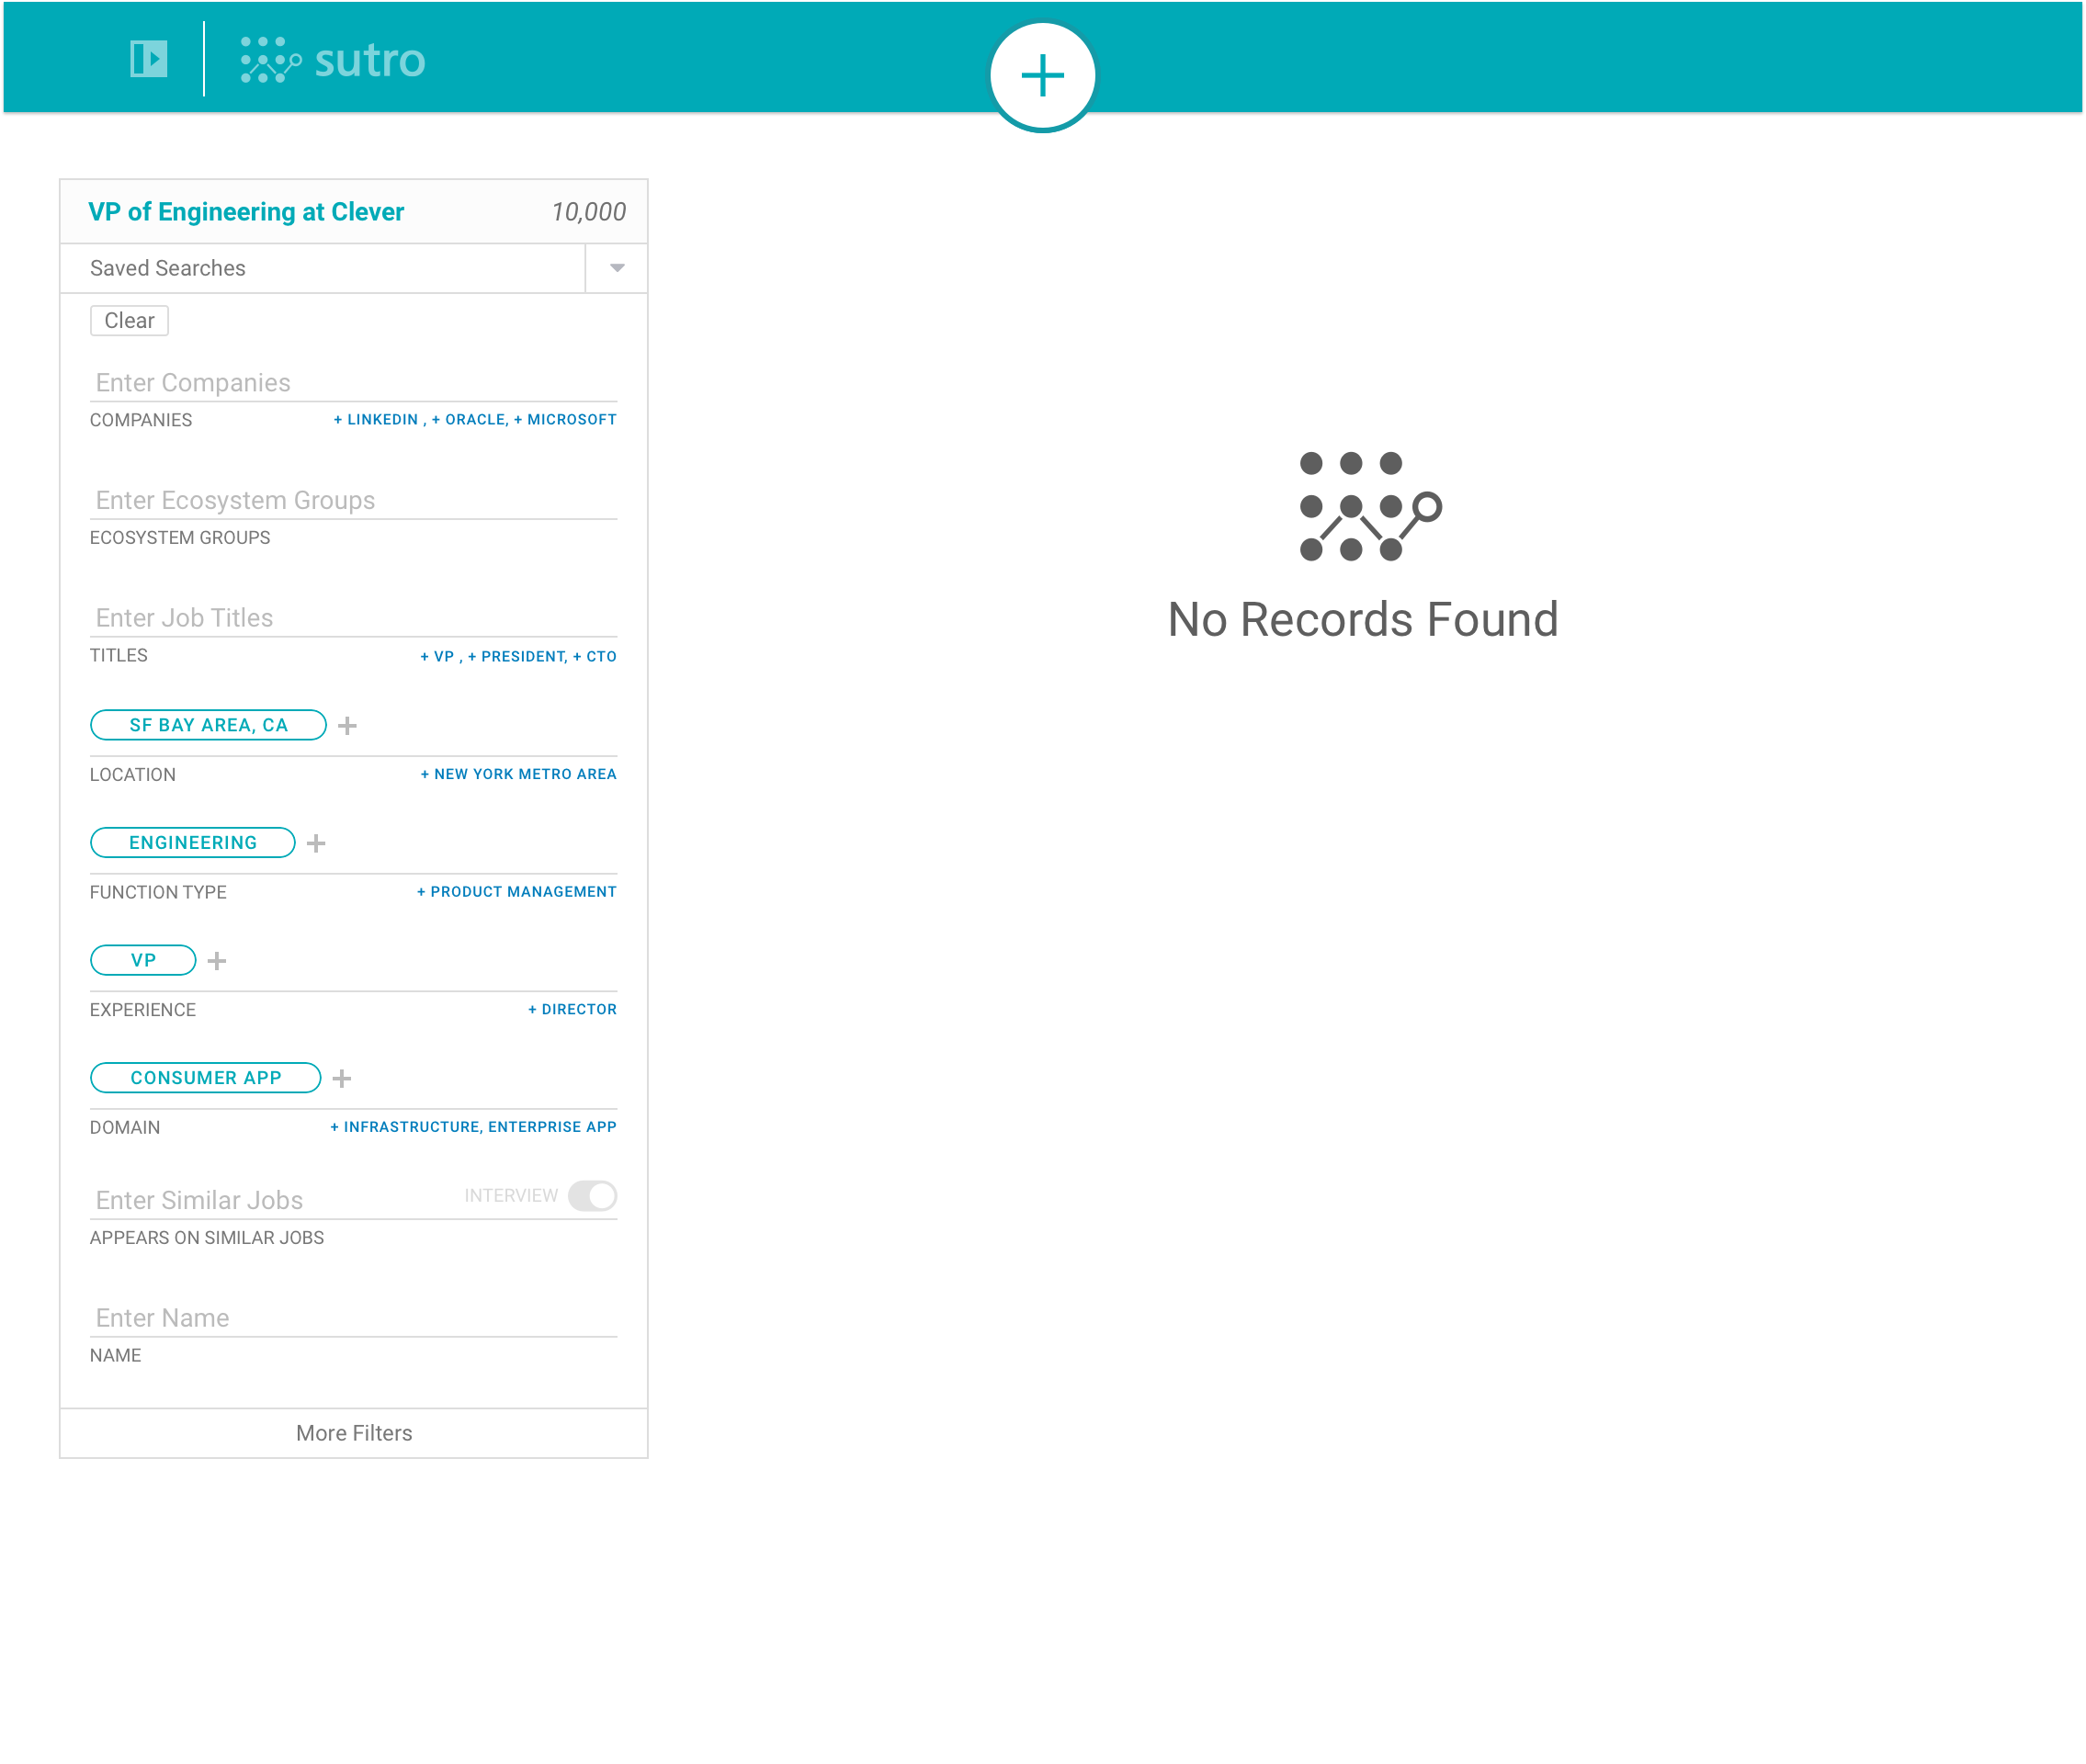 sutro
VP of Engineering at Clever 10,000
Saved Searches
Clear
Enter Companies
COMPANIES + LINKEDIN , + ORACLE, + MICROSOFT
Enter Ecosystem Groups
ECOSYSTEM GROUPS
Enter Job Titles
TITLES + VP , + PRESIDENT, + CTO
SF BAY AREA, CA +
LOCATION + NEW YORK METRO AREA
ENGINEERING +
FUNCTION TYPE + PRODUCT MANAGEMENT
VP +
EXPERIENCE + DIRECTOR
CONSUMER APP +
DOMAIN + INFRASTRUCTURE, ENTERPRISE APP
Enter Similar Jobs INTERVIEW
APPEARS ON SIMILAR JOBS
Enter Name
NAME
More Filters
No Records Found